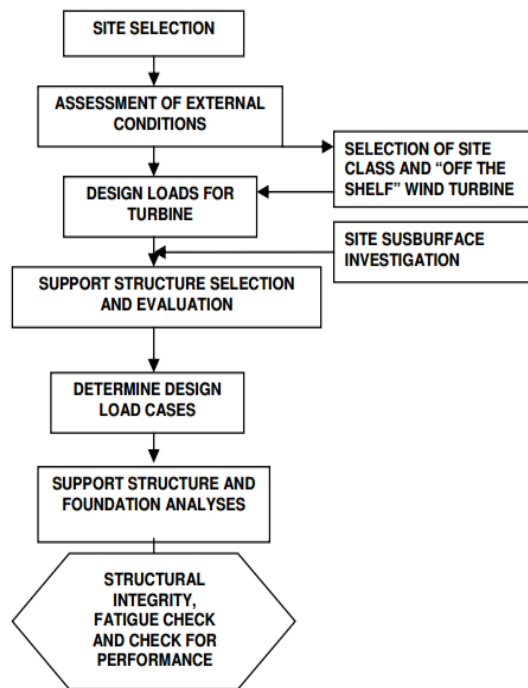 SITE SELECTION
ASSESSMENT OF EXTERNAL
CONDITIONS
SELECTION OF SITE
CLASS AND “OFF THE
SHELF” WIND TURBINE
DESIGN LOADS FOR
TURBINE
SITE SUSBURFACE
INVESTIGATION
SUPPORT STRUCTURE SELECTION
AND EVALUATION
DETERMINE DESIGN
LOAD CASES
SUPPORT STRUCTURE AND
FOUNDATION ANALYSES
STRUCTURAL
INTEGRITY,
FATIGUE CHECK
AND CHECK FOR
PERFORMANCE